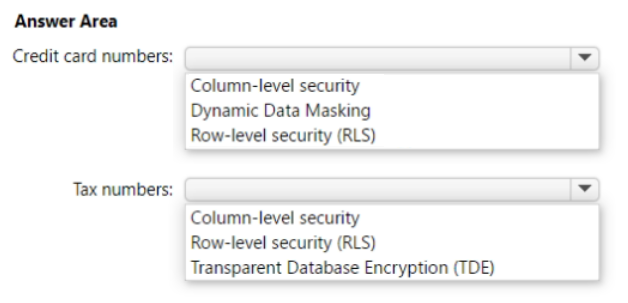 Answer Area
Credit card numbers:
Column-level security
Dynamic Data Masking
Row-level security (RLS)
Tax numbers:
Column-level security
Row-level security (RLS)
Transparent Database Encryption (TDE)